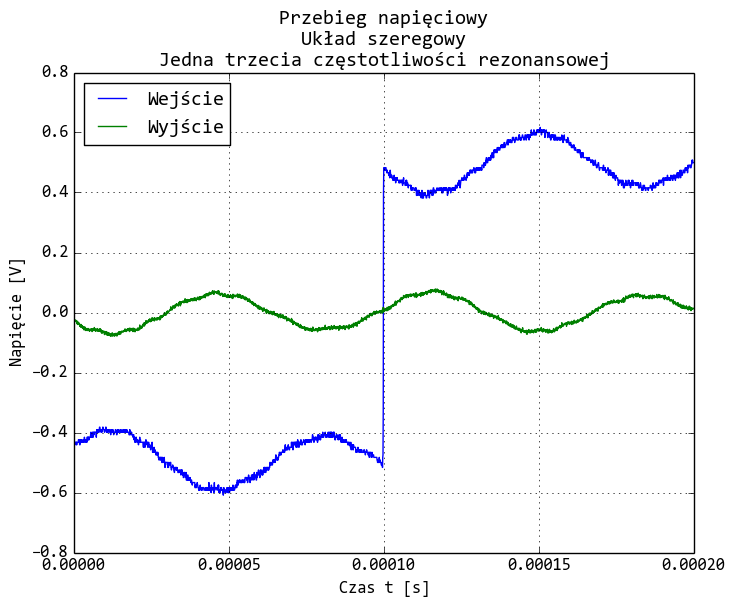 Przebieg napięciowy
Układ szeregowy
Jedna trzecia częstotliwości rezonansowej
Wejście
Wyjście
Napięcie [V]
0.8
0.6
0.4
0.2
0.0
−0.2
−0.4
−0.6
−0.8
0.00000 0.00005 0.00010 0.00015 0.00020
Czas t [s]